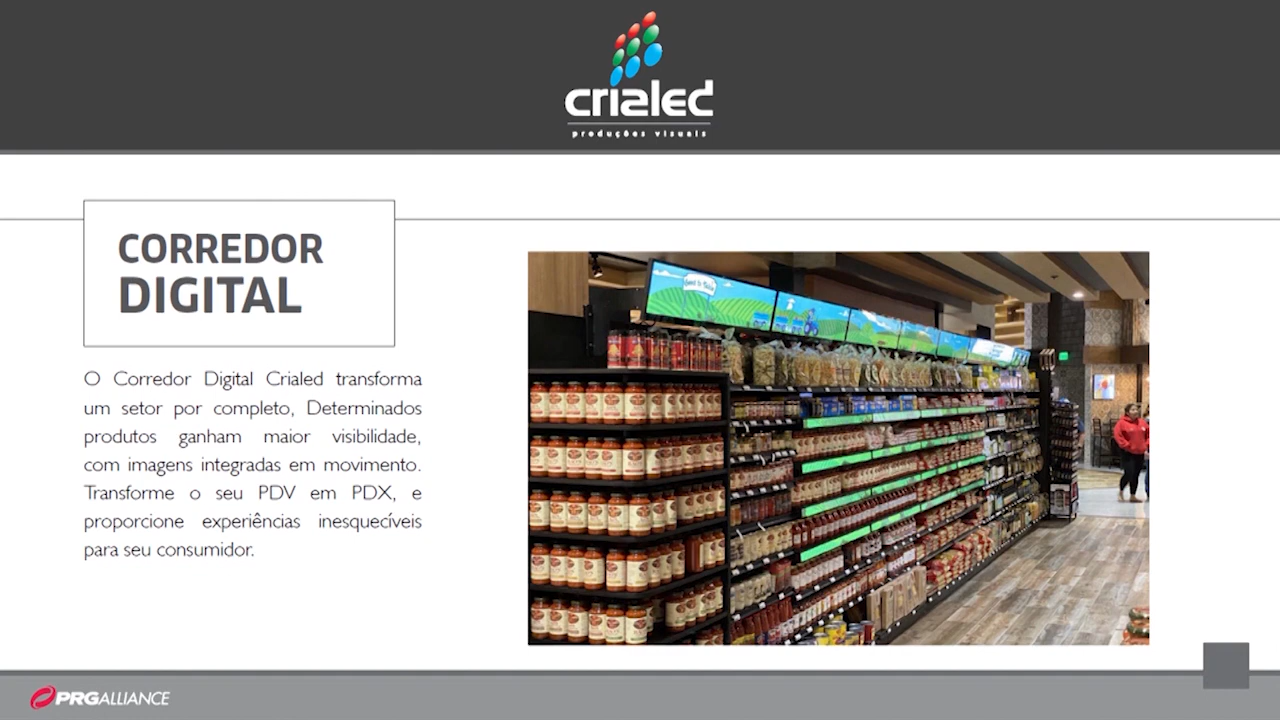 crialed
produções visuais
CORREDOR
DIGITAL
O Corredor Digital Crialed transforma
um setor por completo, Determinados
produtos ganham maior visibilidade,
com imagens integradas em movimento.
Transforme o seu PDV em PDX, e
proporcione experiências inesquecíveis
para seu consumidor.
PRGALLIANCE